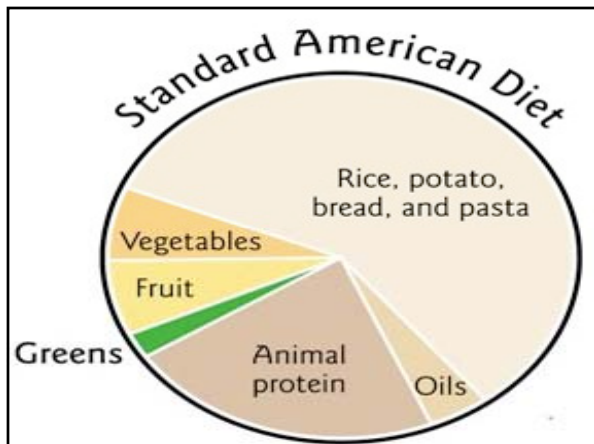 Standard American Diet
Rice, potato,
bread, and pasta
Vegetables
Fruit
Greens
Animal
protein
Oils